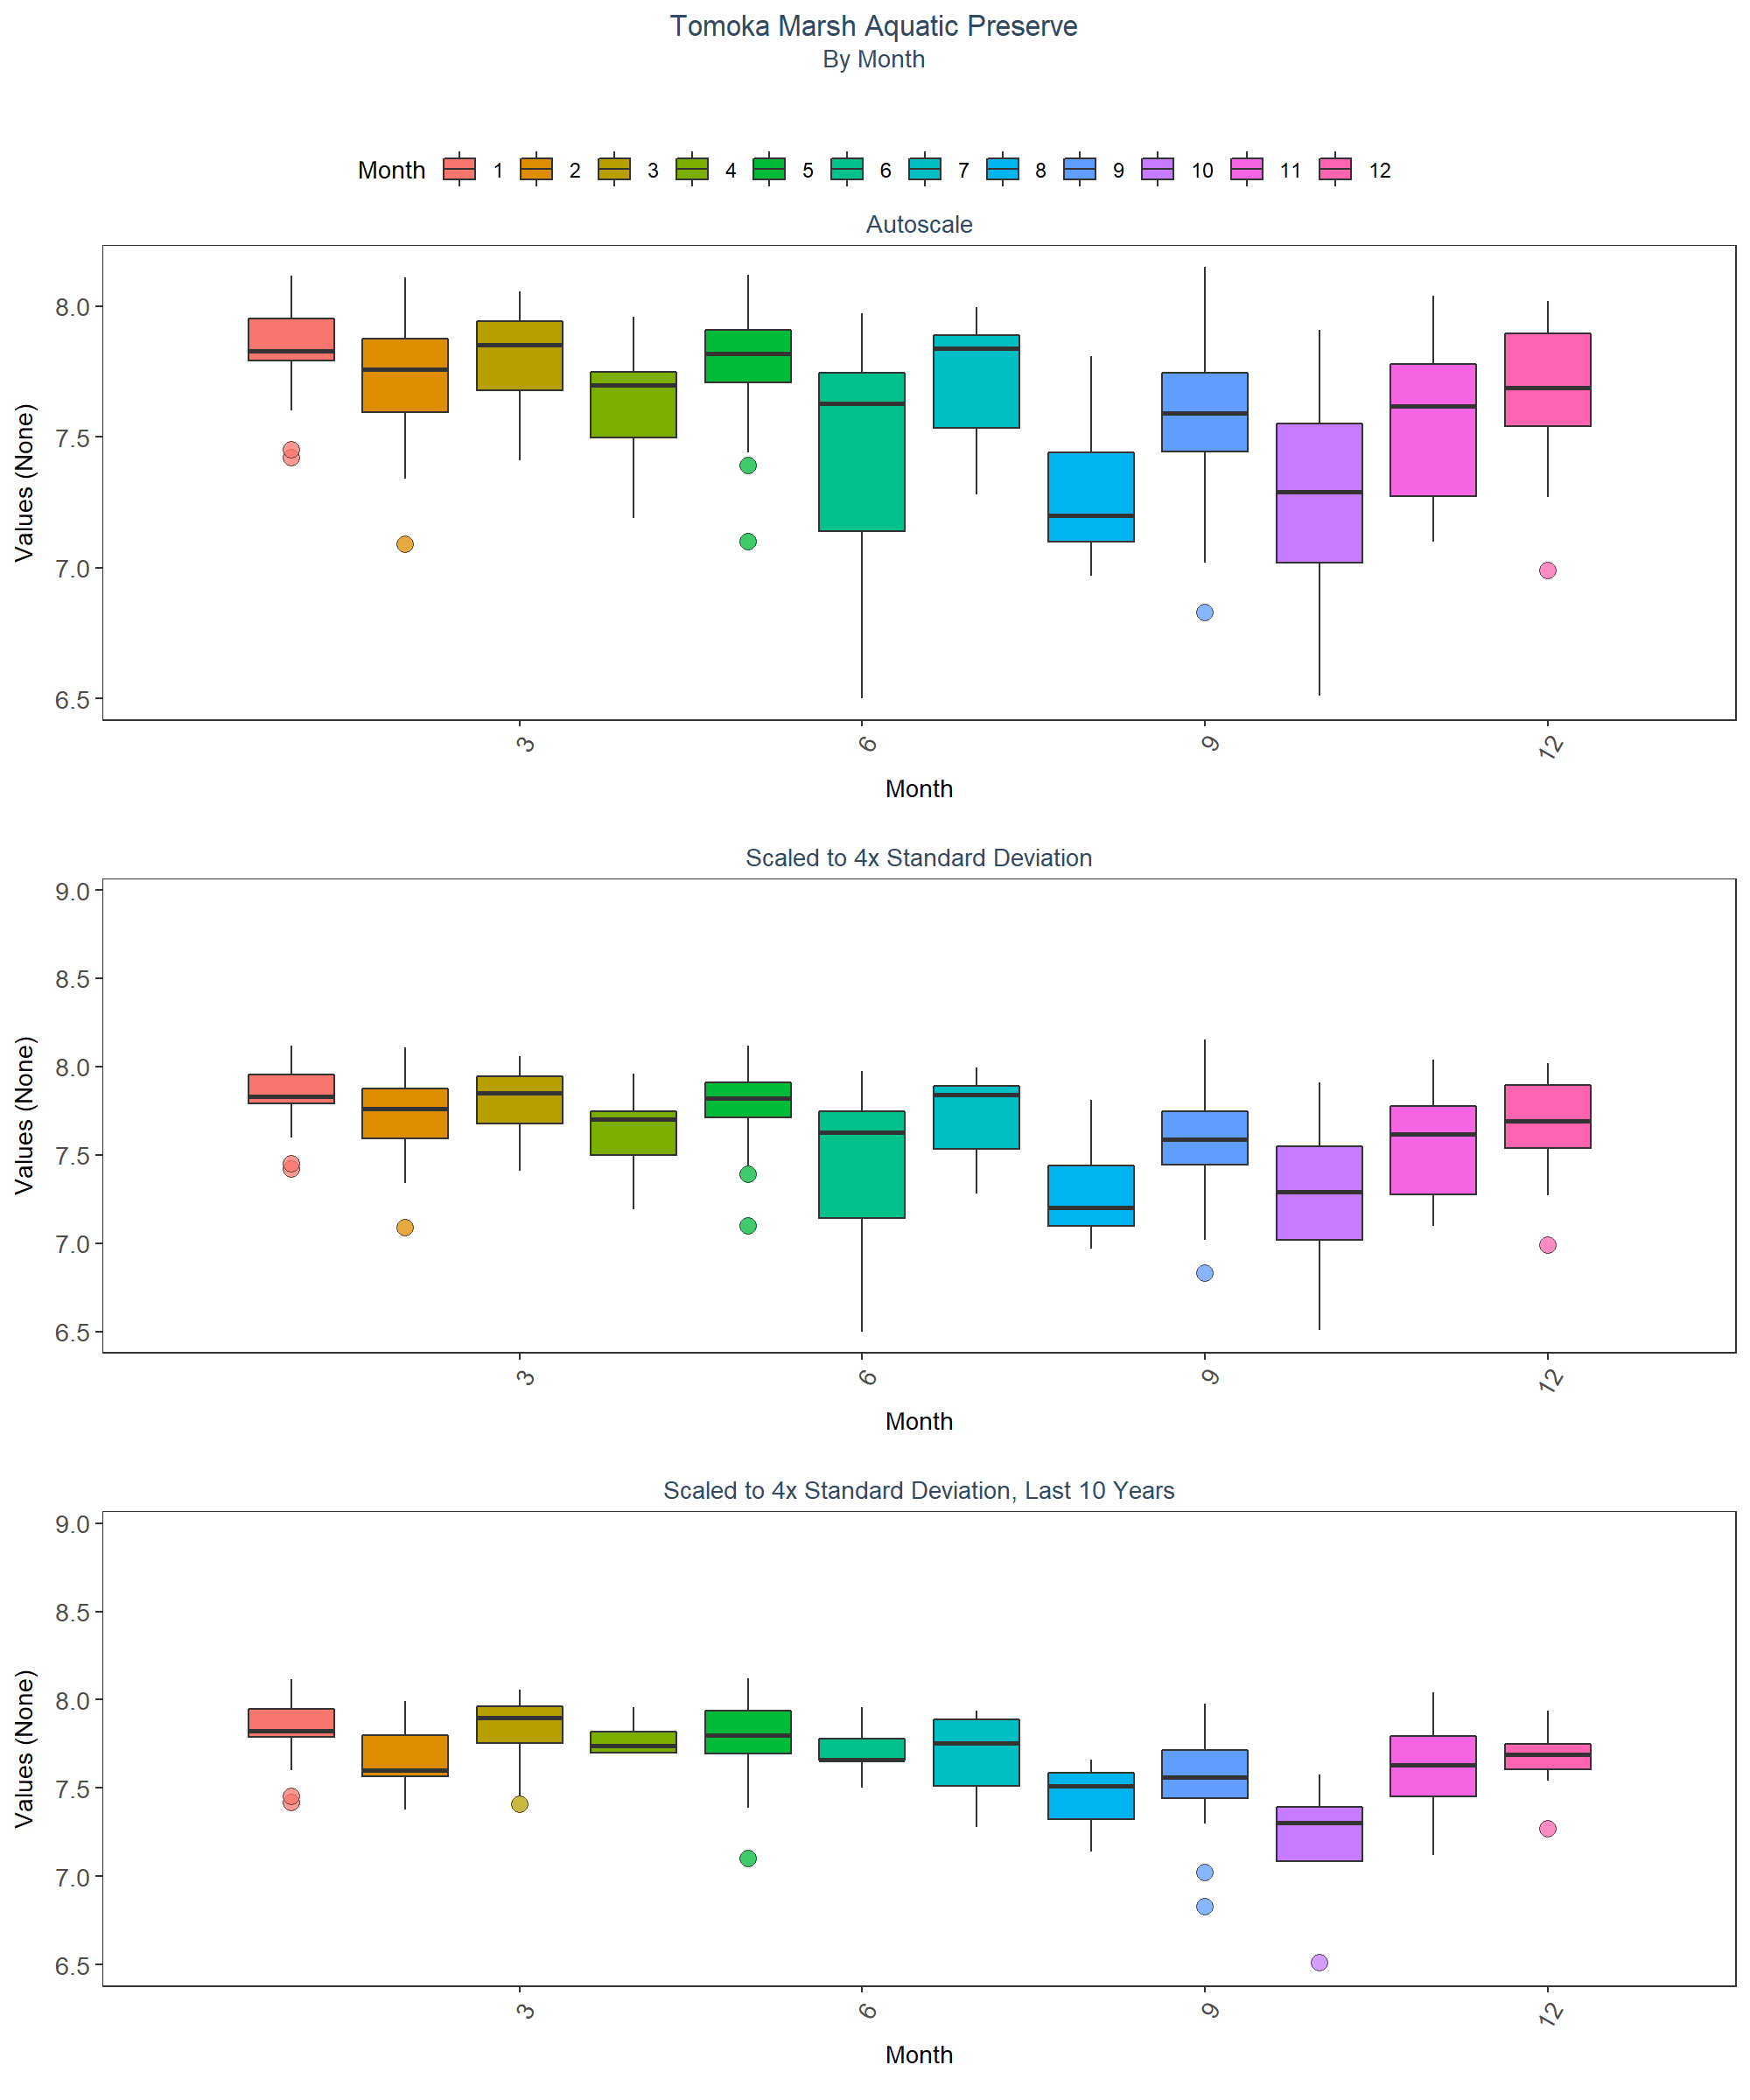 Tomoka Marsh Aquatic Preserve
By Month
Month 1 2 3 4 5 6 7 8 9 10 11 12
Autoscale
Values (None)
8.0
7.5
7.0
6.5
3 6 9 12
Month
Scaled to 4x Standard Deviation
Values (None)
9.0
8.5
8.0
7.5
7.0
6.5
3 6 9 12
Month
Scaled to 4x Standard Deviation, Last 10 Years
Values (None)
9.0
8.5
8.0
7.5
7.0
6.5
3 6 9 12
Month